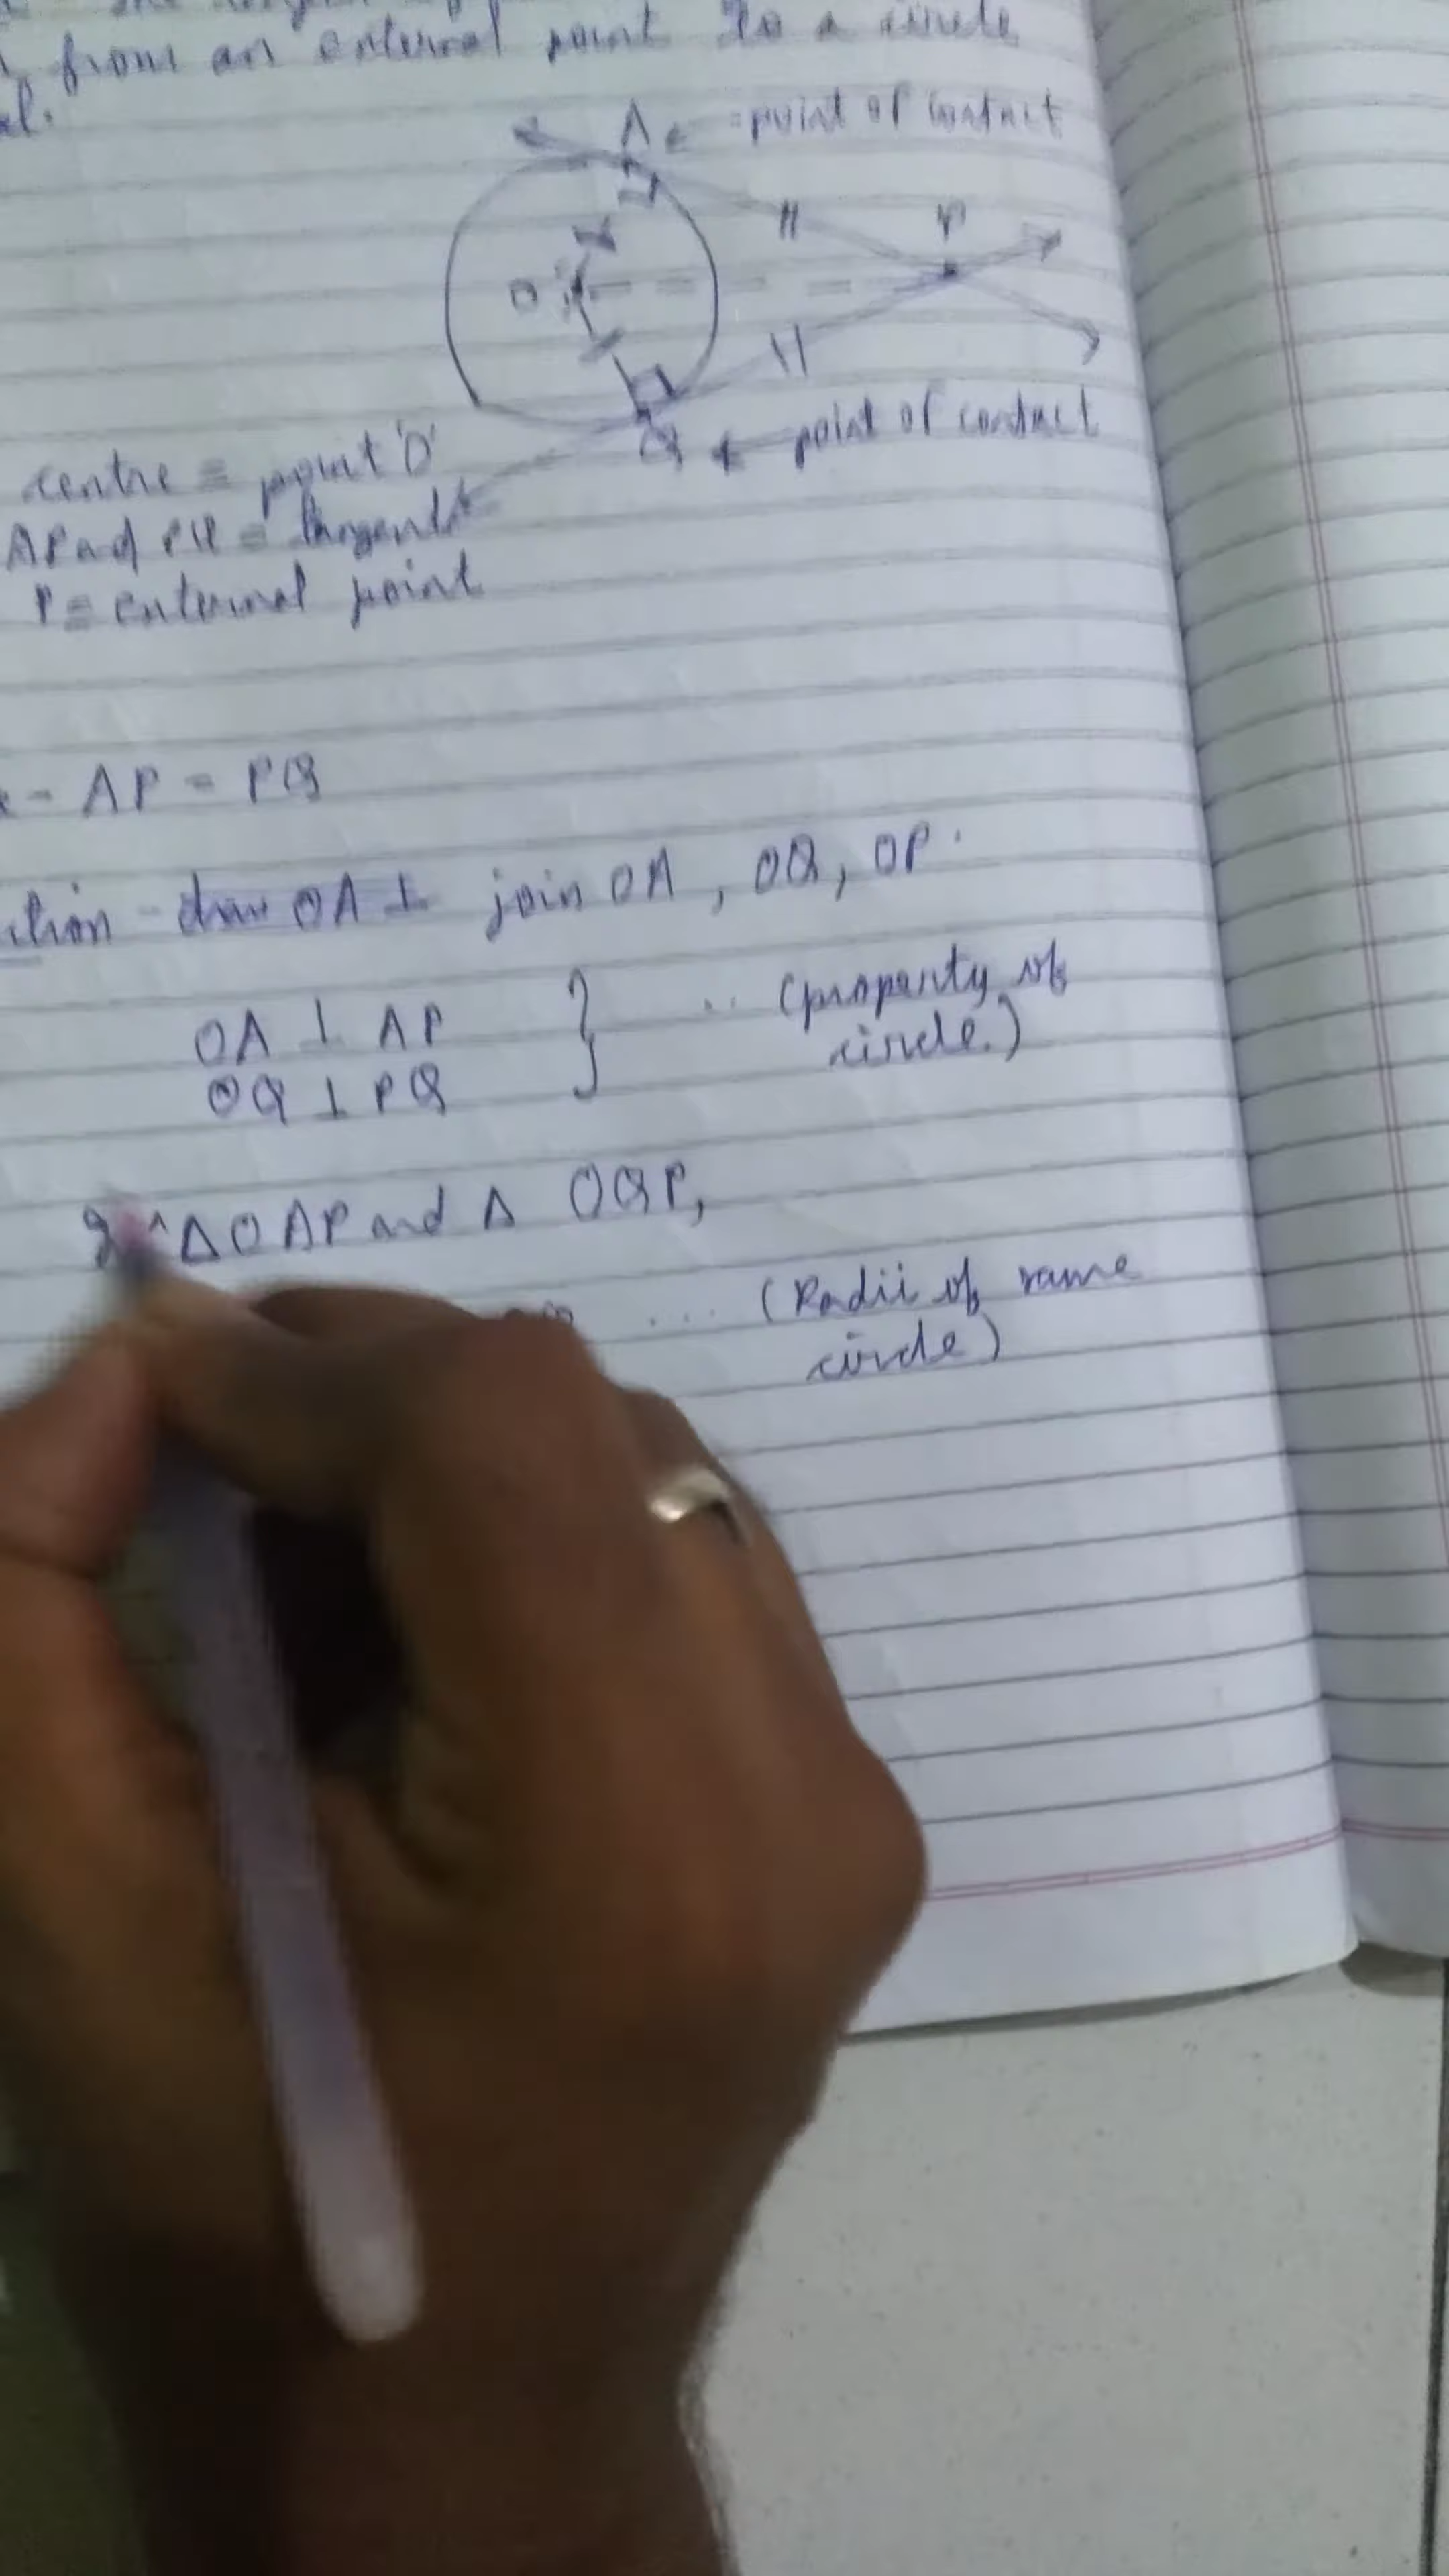 from an external point to a circle
A ← point of contact
P
O
Q ← point of contact
centre = point 'O'
AP and PQ = tangents
P = external point
- AP = PQ
join OA, OQ, OP.
OA ⊥ AP } .. (property of
circle.)
OQ ⊥ PQ
ΔOAP and Δ OQP,
... (Radii of same
circle)